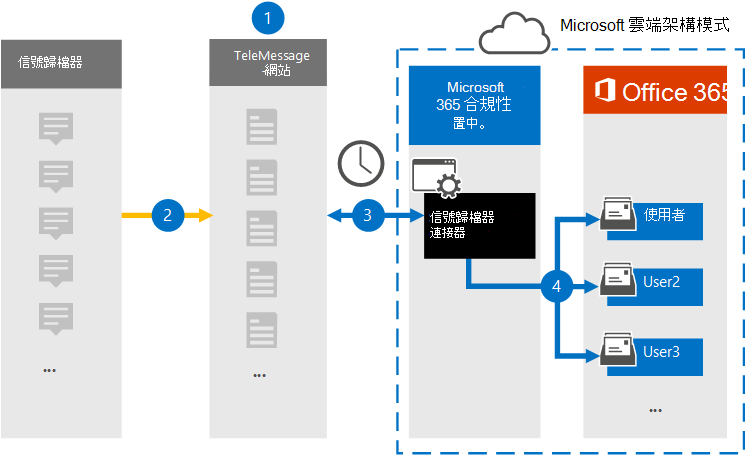 1
Microsoft 雲端架構模式
信號歸檔器
TeleMessage
-網站
Microsoft
365 合規性
置中。
Office 365
2
3
信號歸檔器
連接器
4
使用者
User2
User3
...
...
...